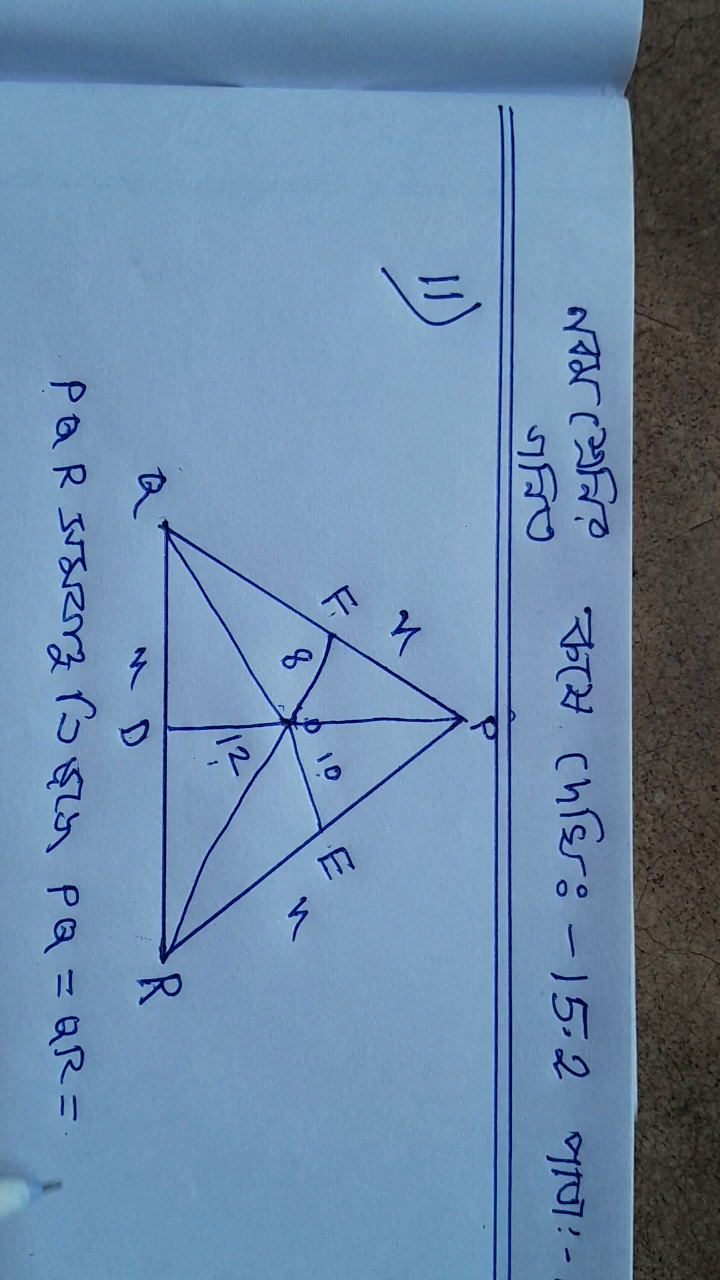 নবম শ্রেণির কষে দেখি:- 15.2 পাতা:-
গণিত
11)
P
F
x
8
O
10
E
x
12
Q
x
D
R
PQR সমবাহু ত্রিভুজে PQ = QR =